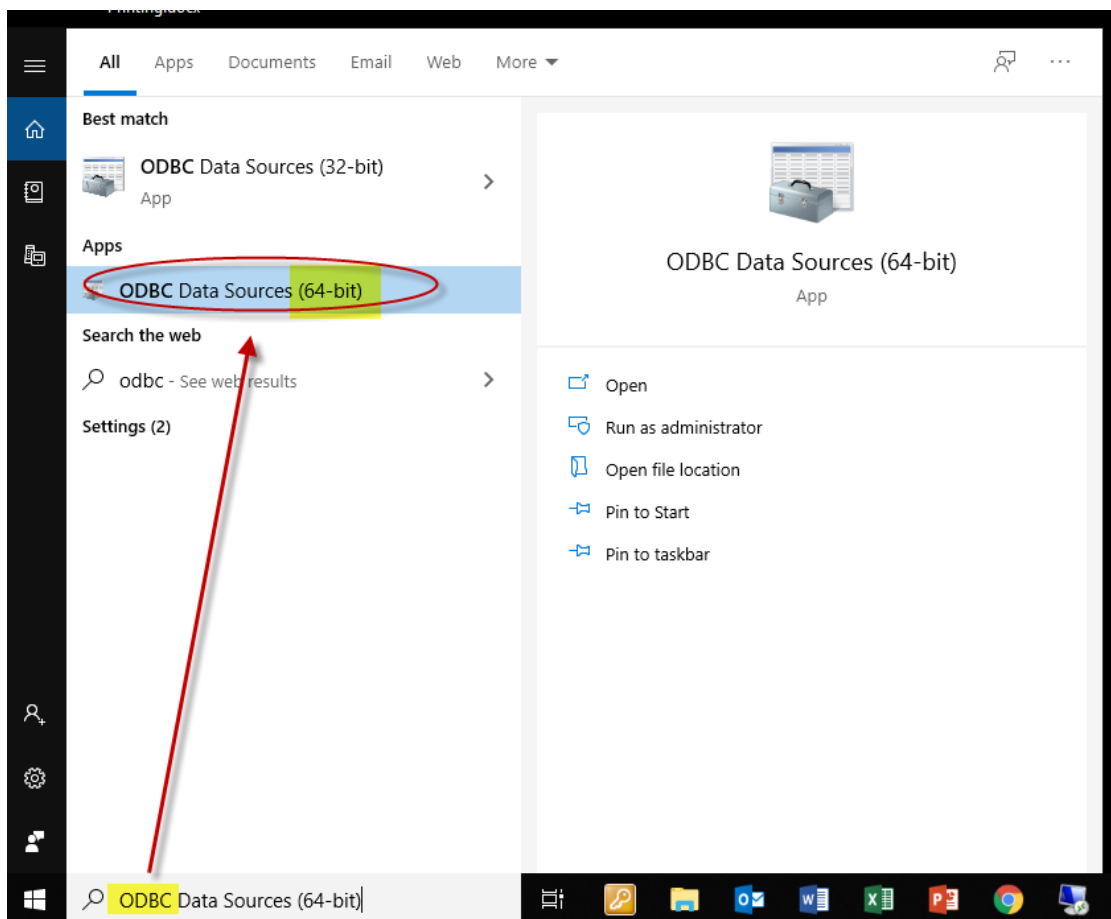 All Apps Documents Email Web More
Best match
ODBC Data Sources (32-bit)
App
Apps
ODBC Data Sources (64-bit)
Search the web
odbc - See web results
Settings (2)
ODBC Data Sources (64-bit)
App
Open
Run as administrator
Open file location
Pin to Start
Pin to taskbar
ODBC Data Sources (64-bit)